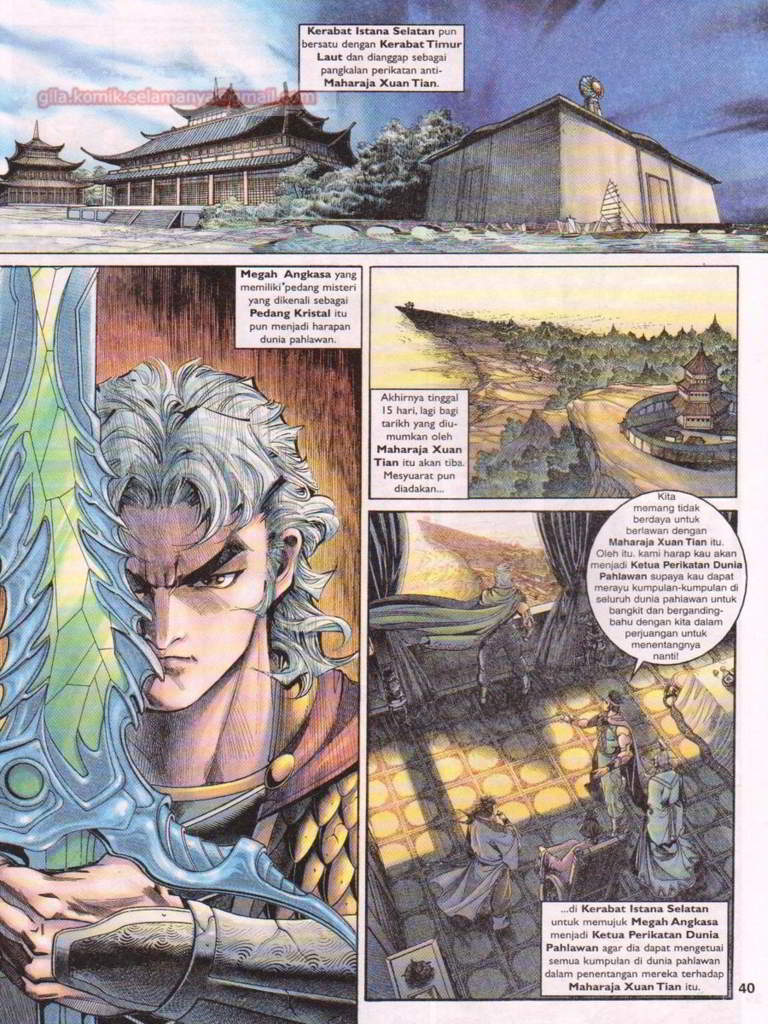 Kerabat Istana Selatan pun
bersatu dengan Kerabat Timur
Laut dan dianggap sebagai
pangkalan perikatan anti-
Maharaja Xuan Tian.
Megah Angkasa yang
memiliki pedang misteri
yang dikenali sebagai
Pedang Kristal itu
pun menjadi harapan
dunia pahlawan.
Akhirnya tinggal
15 hari, lagi bagi
tarikh yang diu-
mumkan oleh
Maharaja Xuan
Tian itu akan tiba.
Mesyuarat pun
diadakan...
Kita
memang tidak
berdaya untuk
berlawan dengan
Maharaja Xuan Tian itu.
Oleh itu. kami harap kau akan
menjadi Ketua Perikatan Dunia
Pahlawan supaya kau dapat
merayu kumpulan-kumpulan di
seluruh dunia pahlawan untuk
bangkit dan berganding-
bahu dengan kita dalam
perjuangan untuk
menentangnya
nanti!
...di Kerabat Istana Selatan
untuk memujuk Megah Angkasa
menjadi Ketua Perikatan Dunia
Pahlawan agar dia dapat mengetuai
semua kumpulan di dunia pahlawan
dalam penentangan mereka terhadap
Maharaja Xuan Tian itu.
40